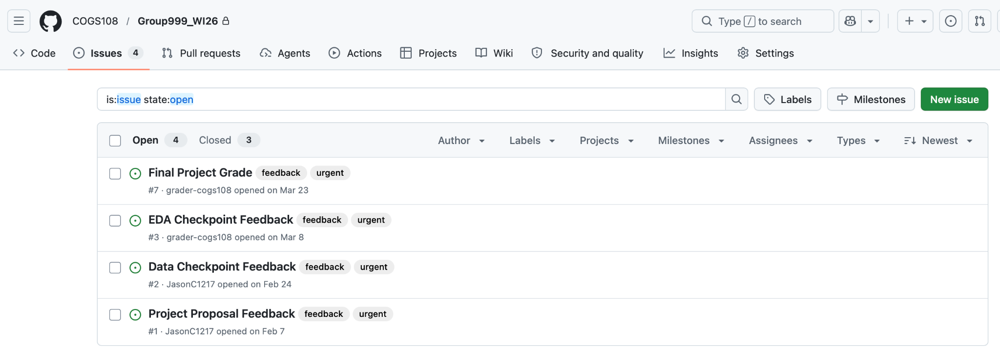 COGS108 / Group999_WI26
Type / to search
Code
Issues 4
Pull requests
Agents
Actions
Projects
Wiki
Security and quality
Insights
Settings
is:issue state:open
Labels
Milestones
New issue
Open 4
Closed 3
Author
Labels
Projects
Milestones
Assignees
Types
Newest
Final Project Grade feedback urgent
#7 · grader-cogs108 opened on Mar 23
EDA Checkpoint Feedback feedback urgent
#3 · grader-cogs108 opened on Mar 8
Data Checkpoint Feedback feedback urgent
#2 · JasonC1217 opened on Feb 24
Project Proposal Feedback feedback urgent
#1 · JasonC1217 opened on Feb 7